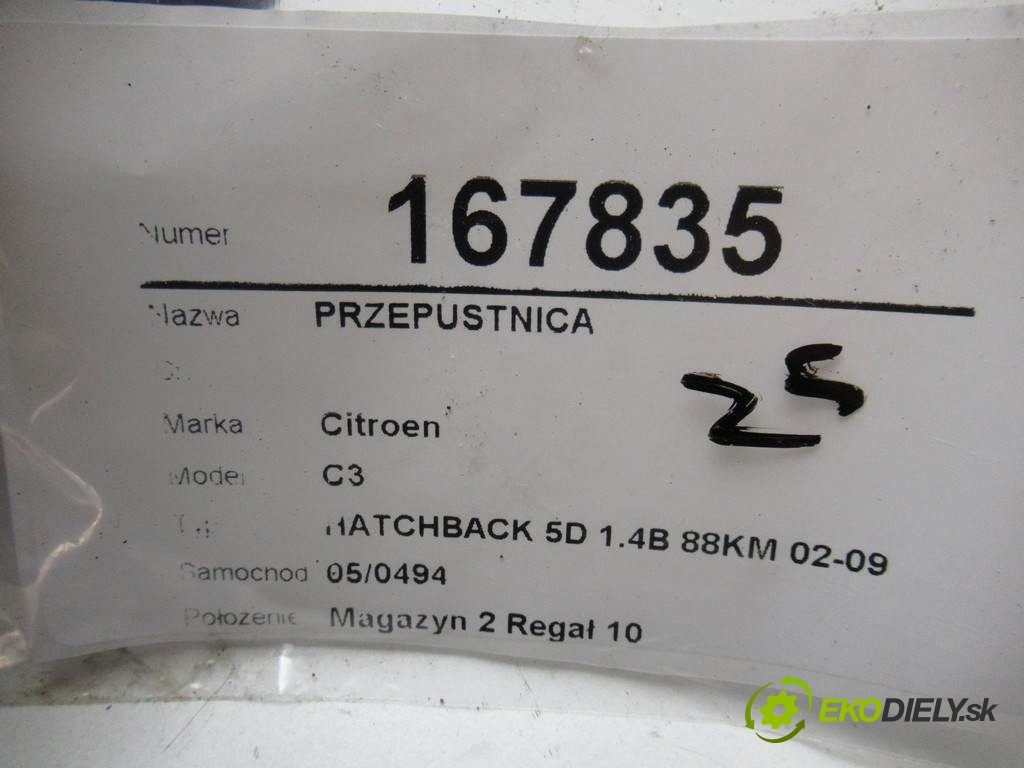 Numer 167835
Nazwa PRZEPUSTNICA
25
Marka Citroen
Model C3
Typ HATCHBACK 5D 1.4B 88KM 02-09
Samochod 05/0494
Położenie Magazyn 2 Regał 10
EKODIELY.sk